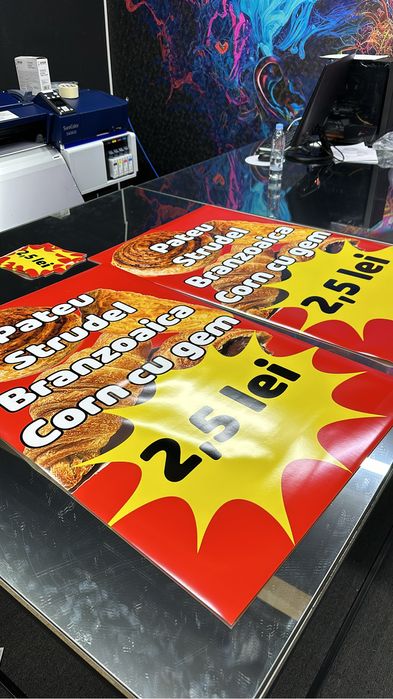 Pateu
Strudel
Branzoaica
Corn cu gem
2,5 lei
Pateu
Strudel
Branzoaica
Corn cu gem
2,5 lei
2,5 lei